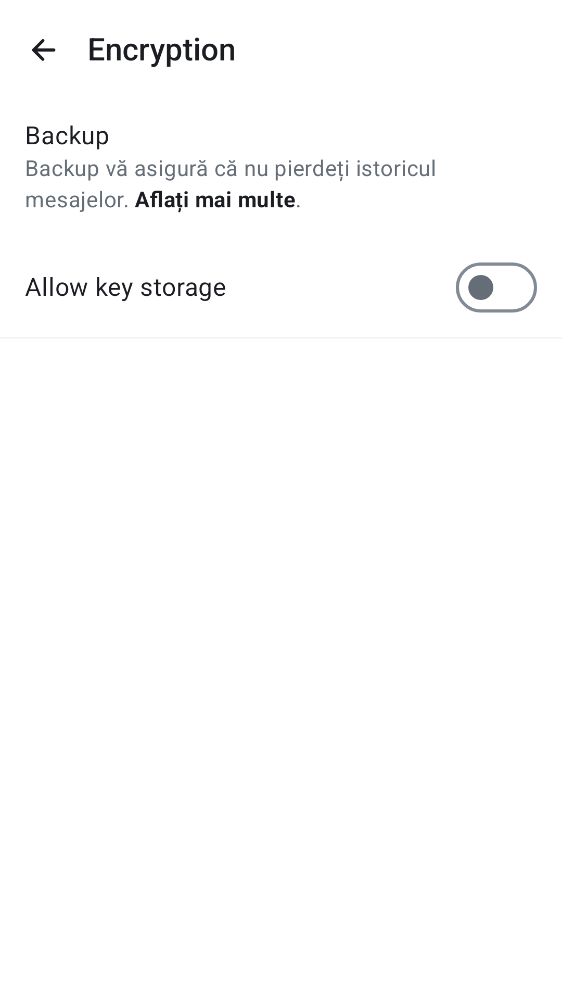 Encryption
Backup
Backup vă asigură că nu pierdeți istoricul
mesajelor. Aflați mai multe.
Allow key storage